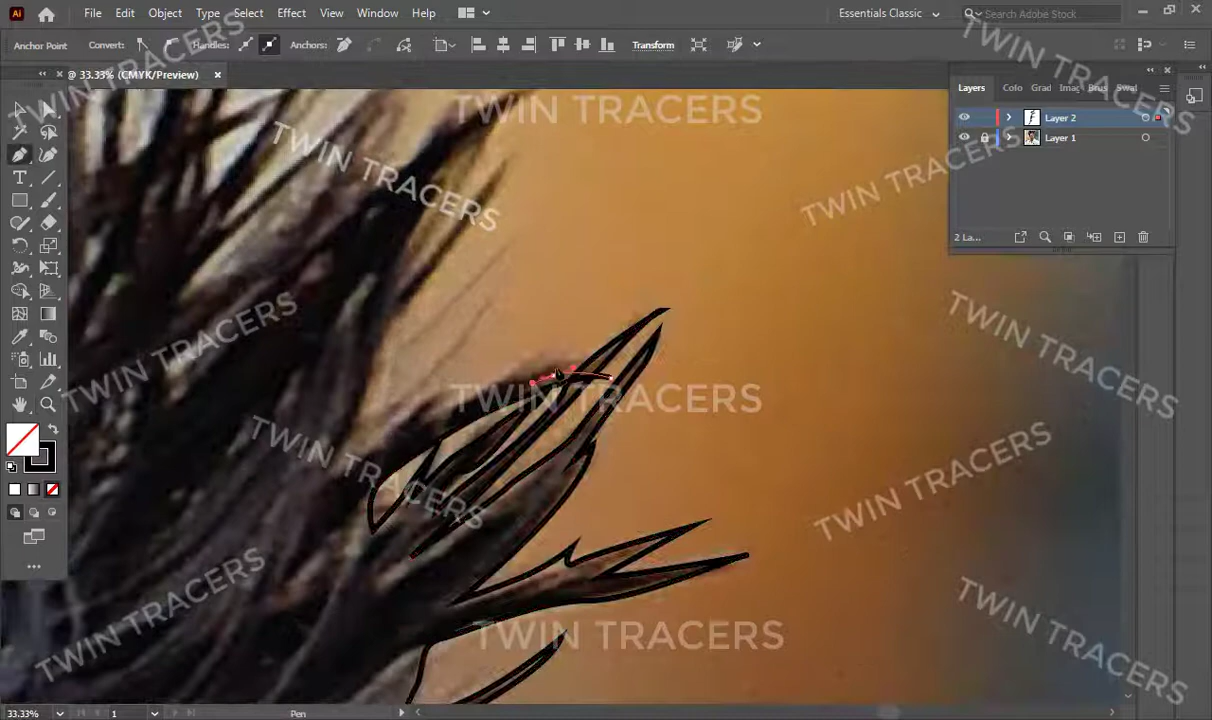 Ai File Edit Object Type Select Effect View Window Help Essentials Classic Search Adobe Stock
Anchor Point Convert: Handles: Anchors: Transform
@ 33.33% (CMYK/Preview)
Layers Colo Grad Imag Brus Swat
Layer 2
Layer 1
2 La...
TWIN TRACERS
TWIN TRACERS
TWIN TRACERS
TWIN TRACERS
TWIN TRACERS
TWIN TRACERS
TWIN TRACERS
TWIN TRACERS
TWIN TRACERS
TWIN TRACERS
TWIN TRACERS
TWIN TRACERS
TWIN TRACERS
33.33% 1 Pen